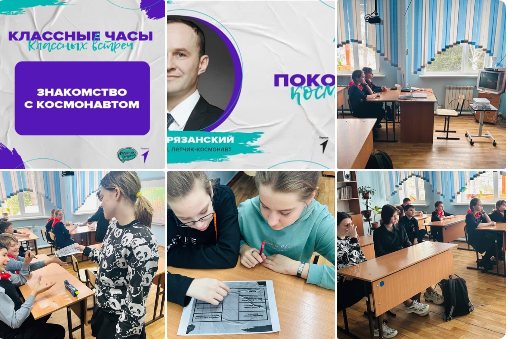 КЛАССНЫЕ ЧАСЫ
Классных встреч
ЗНАКОМСТВО
С КОСМОНАВТОМ
ПОКО
косм
РЯЗАНСКИЙ
летчик-космонавт